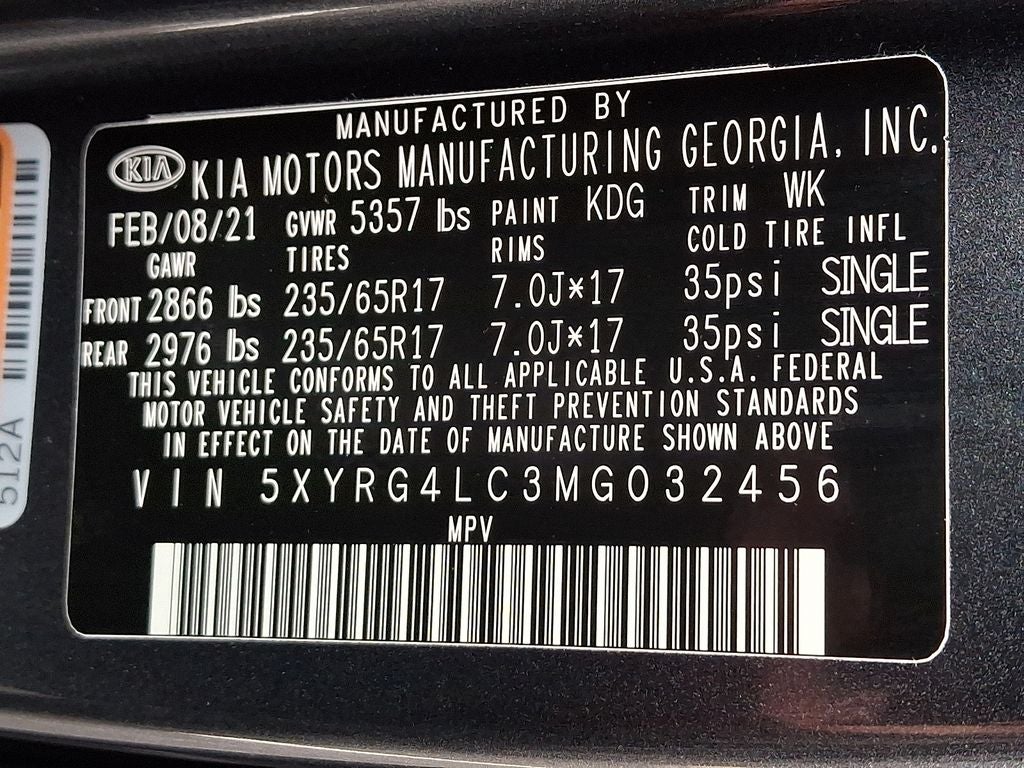 MANUFACTURED BY
KIA KIA MOTORS MANUFACTURING GEORGIA, INC.
FEB/08/21 GVWR 5357 lbs PAINT KDG TRIM WK
GAWR TIRES RIMS COLD TIRE INFL
FRONT 2866 lbs 235/65R17 7.0J*17 35psi SINGLE
REAR 2976 lbs 235/65R17 7.0J*17 35psi SINGLE
THIS VEHICLE CONFORMS TO ALL APPLICABLE U.S.A. FEDERAL
MOTOR VEHICLE SAFETY AND THEFT PREVENTION STANDARDS
IN EFFECT ON THE DATE OF MANUFACTURE SHOWN ABOVE
VIN 5XYRG4LC3MG032456
MPV
512A